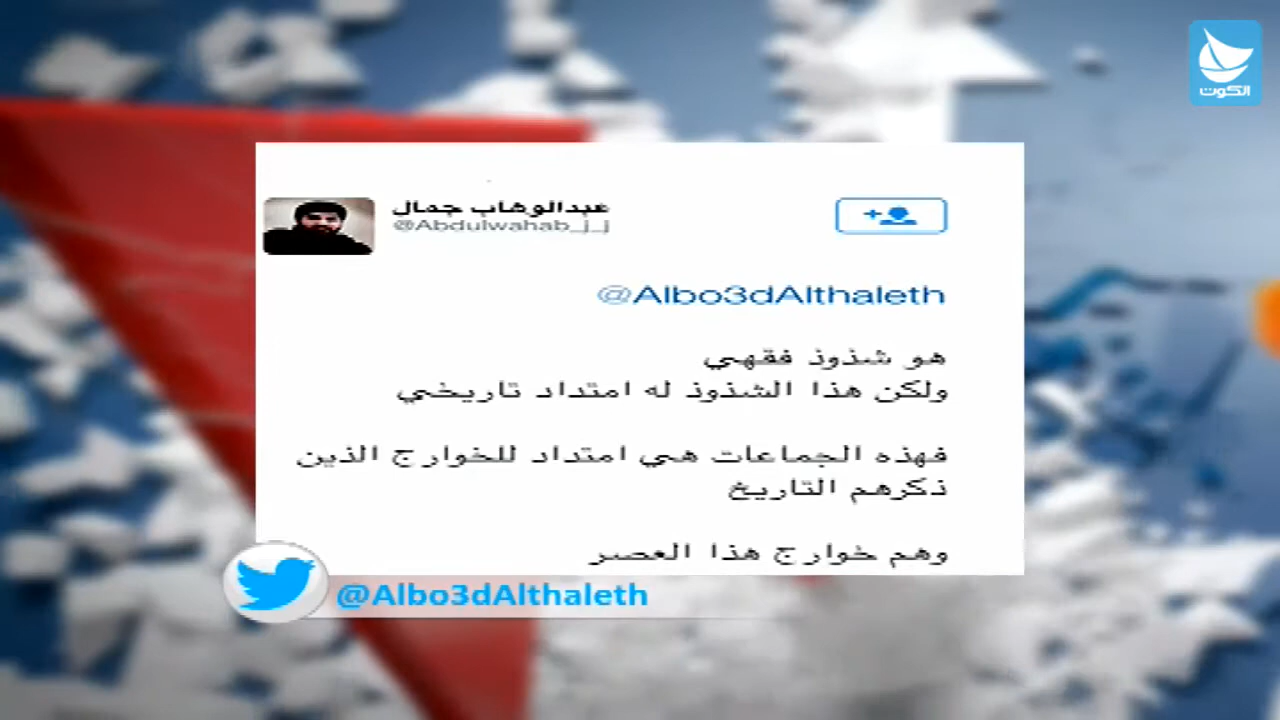 الكوت
عبدالوهاب جمال
@Abdulwahab_j_j
@Albo3dAlthaleth
هو شذوذ فقهي
ولكن هذا الشذوذ له امتداد تاريخي
فهذه الجماعات هي امتداد للخوارج الذين
ذكرهم التاريخ
وهم خوارج هذا العصر
@Albo3dAlthaleth